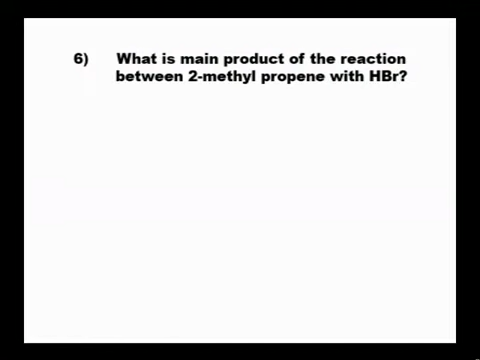 6) What is main product of the reaction
between 2-methyl propene with HBr?